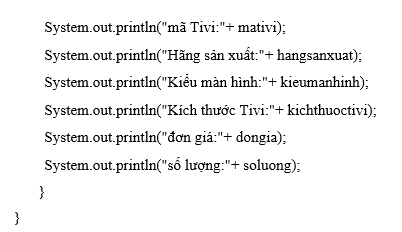 System.out.println("mã Tivi:"+ mativi);
System.out.println("Hãng sản xuất:"+ hangsanxuat);
System.out.println("Kiểu màn hình:"+ kieumanhinh);
System.out.println("Kích thước Tivi:"+ kichthuoctivi);
System.out.println("đơn giá:"+ dongia);
System.out.println("số lượng:"+ soluong);
}
}